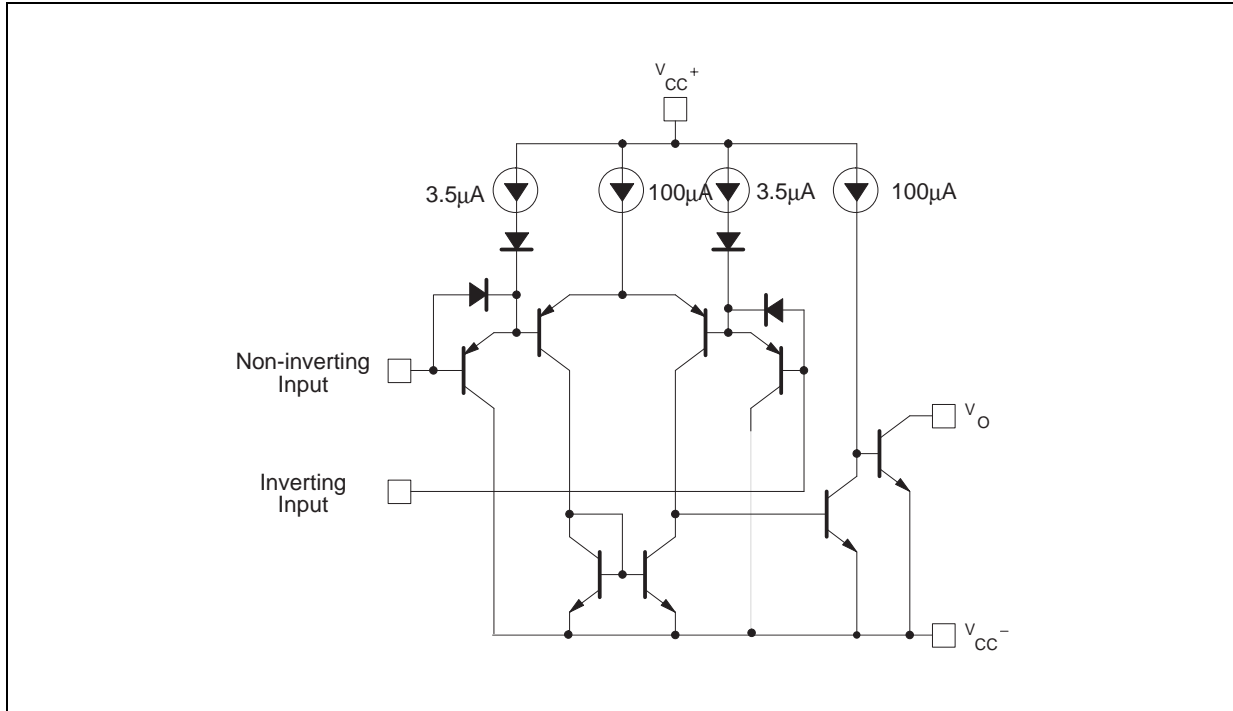 VCC+
3.5μA
100μA
3.5μA
100μA
Non-inverting
Input
VO
Inverting
Input
VCC−